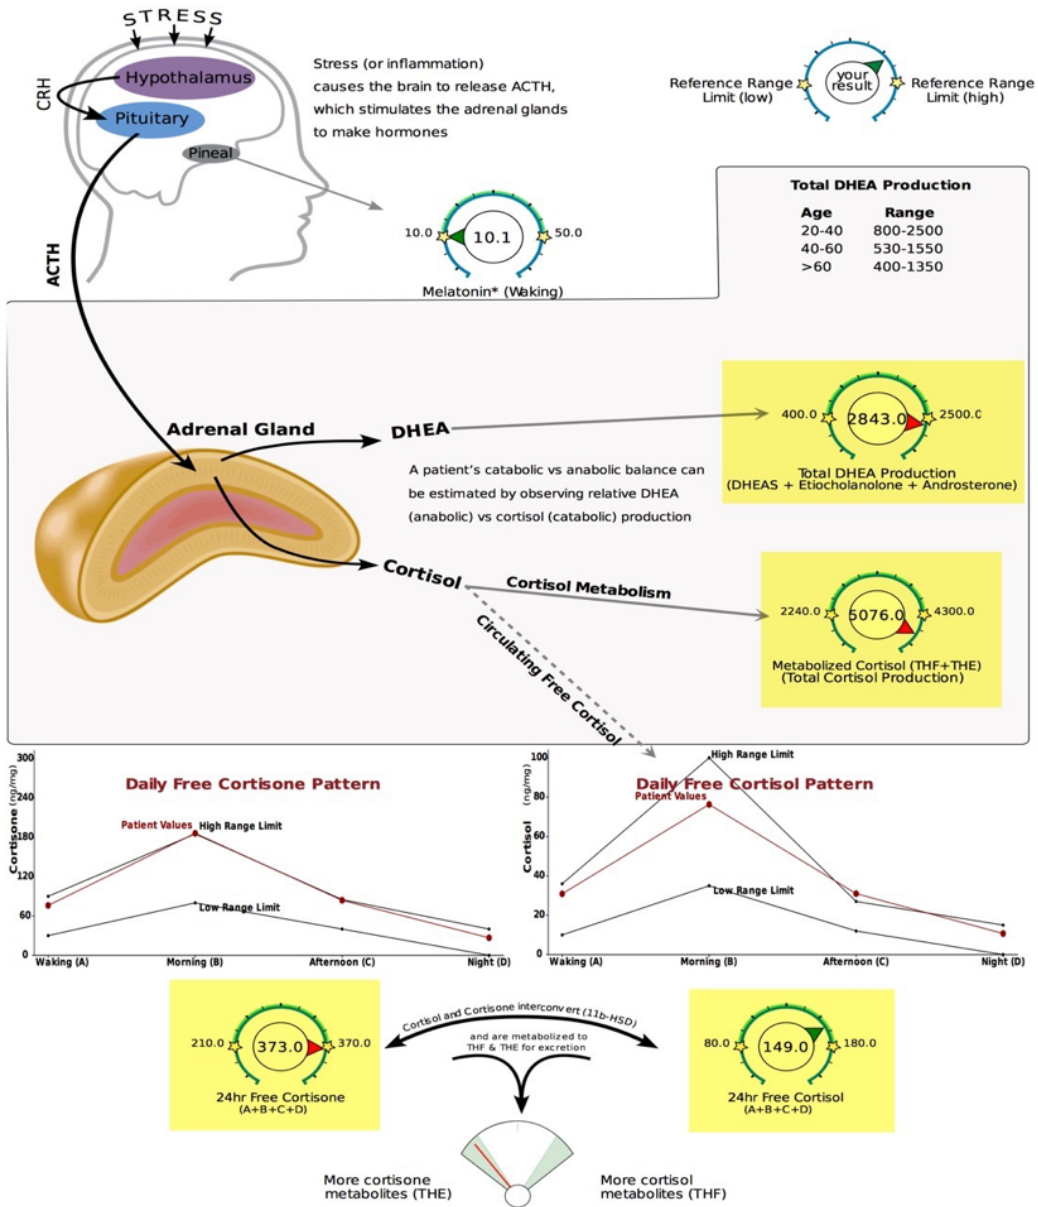 STRESS
Hypothalamus
CRH
Pituitary
Pineal
ACTH
Stress (or inflammation)
causes the brain to release ACTH,
which stimulates the adrenal glands
to make hormones
Reference Range
Limit (low)
your
result
Reference Range
Limit (high)
10.0
10.1
50.0
Melatonin* (Waking)
Total DHEA Production
Age Range
20-40 800-2500
40-60 530-1550
>60 400-1350
Adrenal Gland
DHEA
400.0
2843.0
2500.0
Total DHEA Production
(DHEAS + Etiocholanolone + Androsterone)
A patient's catabolic vs anabolic balance can
be estimated by observing relative DHEA
(anabolic) vs cortisol (catabolic) production
Cortisol
Cortisol Metabolism
Circulating Free Cortisol
2240.0
5076.0
4300.0
Metabolized Cortisol (THF+THE)
(Total Cortisol Production)
Daily Free Cortisone Pattern
Cortisone (ng/mg)
300
240
180
120
60
0
Patient Values
High Range Limit
Low Range Limit
Waking (A) Morning (B) Afternoon (C) Night (D)
Daily Free Cortisol Pattern
Cortisol (ng/mg)
100
80
60
40
20
0
High Range Limit
Patient Values
Low Range Limit
Waking (A) Morning (B) Afternoon (C) Night (D)
210.0
373.0
370.0
24hr Free Cortisone
(A+B+C+D)
Cortisol and Cortisone interconvert (11b-HSD)
and are metabolized to
THF & THE for excretion
80.0
149.0
180.0
24hr Free Cortisol
(A+B+C+D)
More cortisone
metabolites (THE)
More cortisol
metabolites (THF)